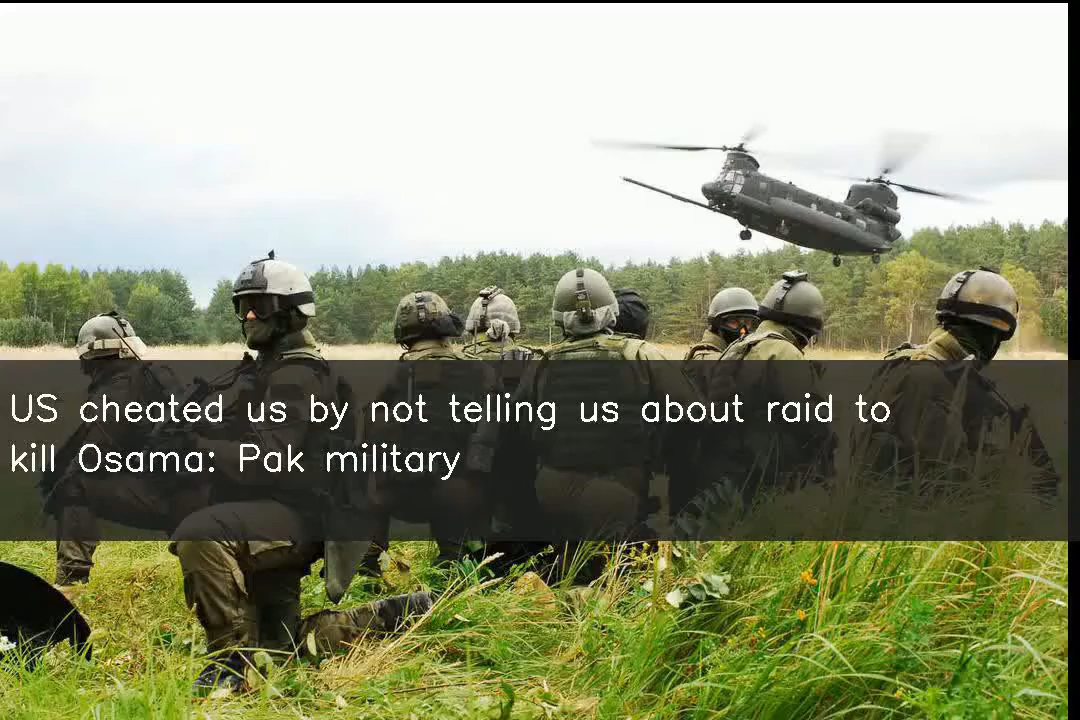 US cheated us by not telling us about raid to
kill Osama: Pak military